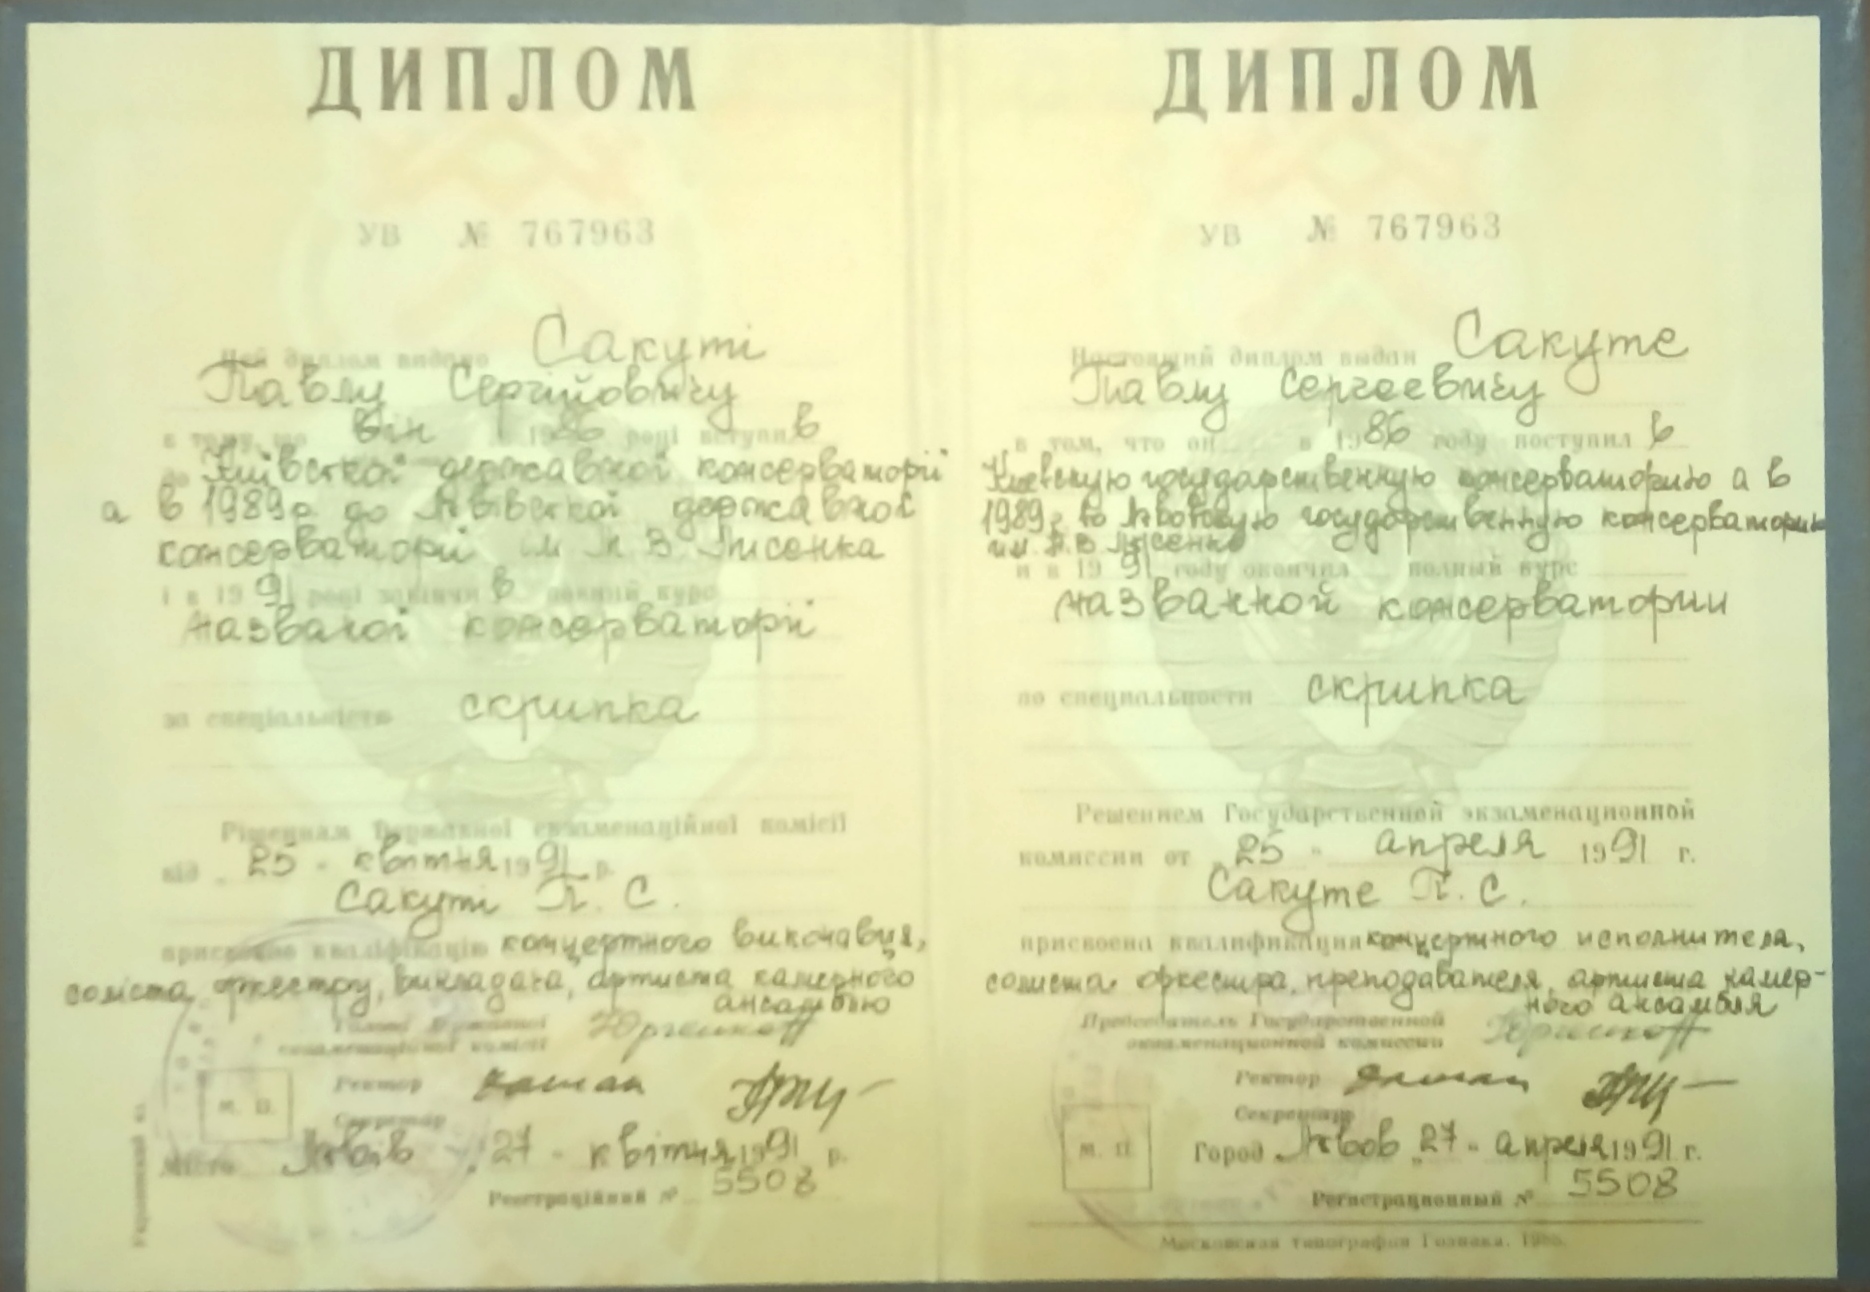 ДИПЛОМ
УВ № 767963
Цей диплом видано Сакуті
Павлу Сергійовичу
в тому, що він в 1986 році вступив
до Київської державної консерваторії
а в 1989 р. до Львівської державної
консерваторії ім. М. В. Лисенка
і в 1991 році закінчив повний курс
названої консерваторії
за спеціальністю скрипка
Рішенням Державної екзаменаційної комісії
від 25 квітня 1991 р.
Сакуті П. С.
присвоєно кваліфікацію концертного виконавця,
соліста оркестру, викладача, артиста камерного
ансамблю
Голова Державної
екзаменаційної комісії
Ректор
Секретар
М. П.
Місто Львів 27 квітня 1991 р.
Реєстраційний № 5508
Український
ДИПЛОМ
УВ № 767963
Настоящий диплом выдан Сакуте
Павлу Сергеевичу
в том, что он в 1986 году поступил в
Киевскую государственную консерваторию а в
1989 г. во Львовскую государственную консерваторию
им. Н. В. Лысенко
и в 1991 году окончил полный курс
названной консерватории
по специальности скрипка
Решением Государственной экзаменационной
комиссии от „25“ апреля 1991 г.
Сакуте П. С.
присвоена квалификация концертного исполнителя,
солиста оркестра, преподавателя, артиста камер-
ного ансамбля
Председатель Государственной
экзаменационной комиссии
Ректор
Секретарь
М. П.
Город Львов „27“ апреля 1991 г.
Регистрационный № 5508
Московская типография Гознака.